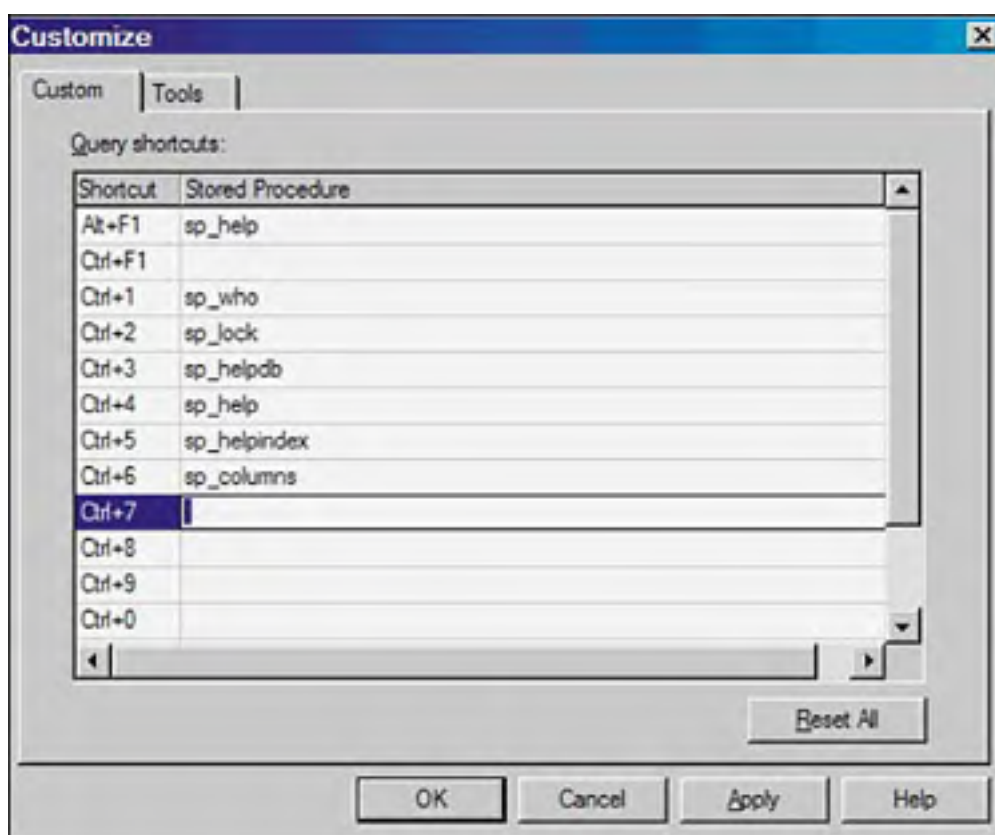 Customize
Custom Tools
Query shortcuts:
Shortcut Stored Procedure
Alt+F1 sp_help
Ctrl+F1
Ctrl+1 sp_who
Ctrl+2 sp_lock
Ctrl+3 sp_helpdb
Ctrl+4 sp_help
Ctrl+5 sp_helpindex
Ctrl+6 sp_columns
Ctrl+7
Ctrl+8
Ctrl+9
Ctrl+0
Reset All
OK Cancel Apply Help